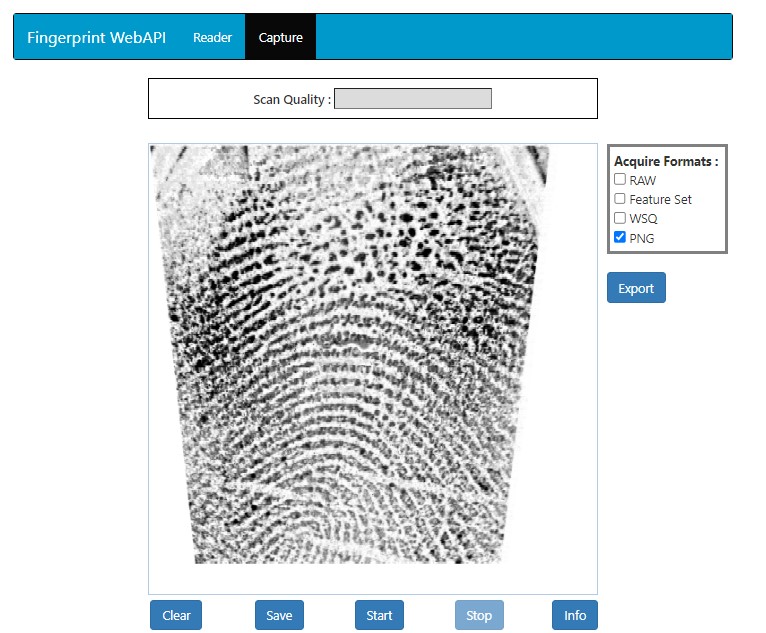 Fingerprint WebAPI Reader Capture
Scan Quality :
Acquire Formats :
RAW
Feature Set
WSQ
PNG
Export
Clear Save Start Stop Info